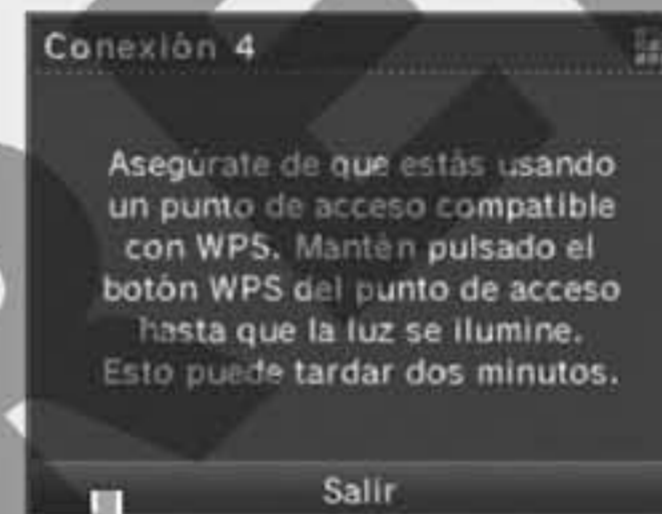 Conexión 4
Asegúrate de que estás usando
un punto de acceso compatible
con WPS. Mantén pulsado el
botón WPS del punto de acceso
hasta que la luz se ilumine.
Esto puede tardar dos minutos.
Salir